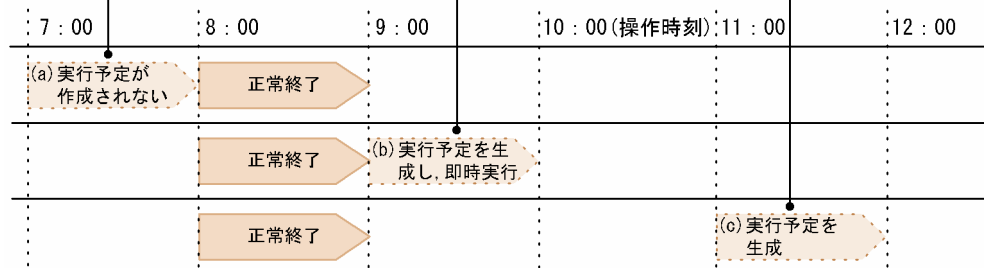 7：00 8：00 9：00 10：00(操作時刻) 11：00 12：00
(a)実行予定が
作成されない
正常終了
正常終了
(b)実行予定を生
成し，即時実行
正常終了
(c)実行予定を
生成